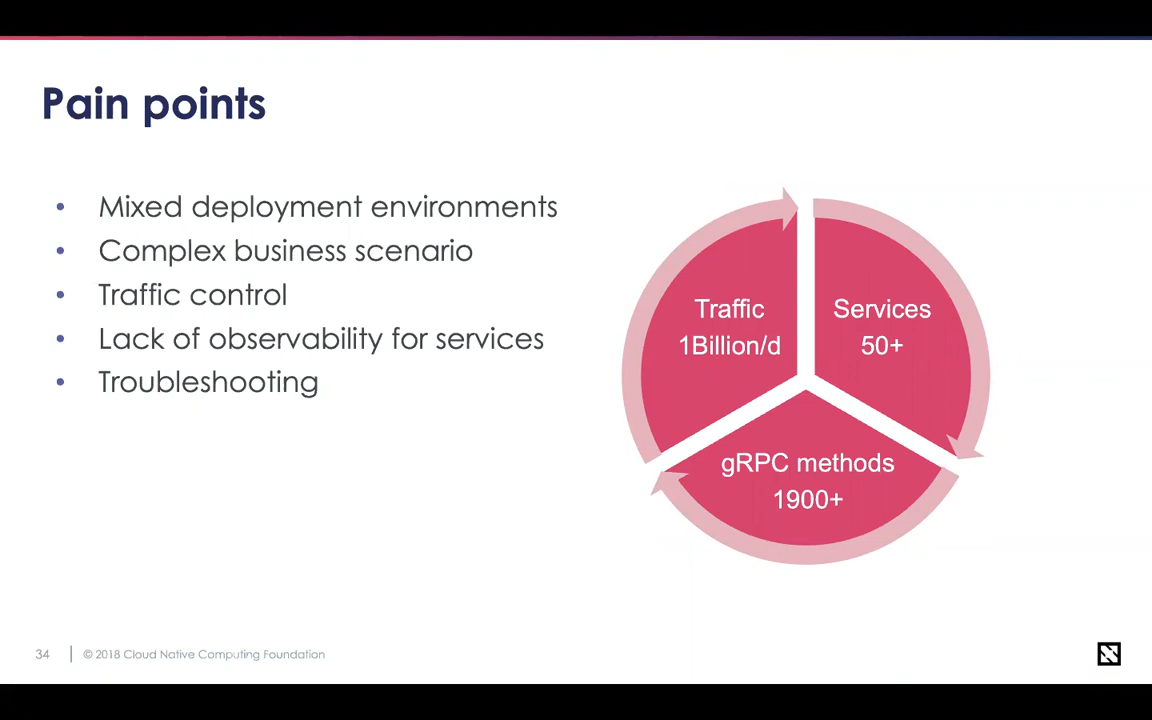 Pain points
• Mixed deployment environments
• Complex business scenario
• Traffic control
• Lack of observability for services
• Troubleshooting
Traffic
1Billion/d
Services
50+
gRPC methods
1900+
34
© 2018 Cloud Native Computing Foundation